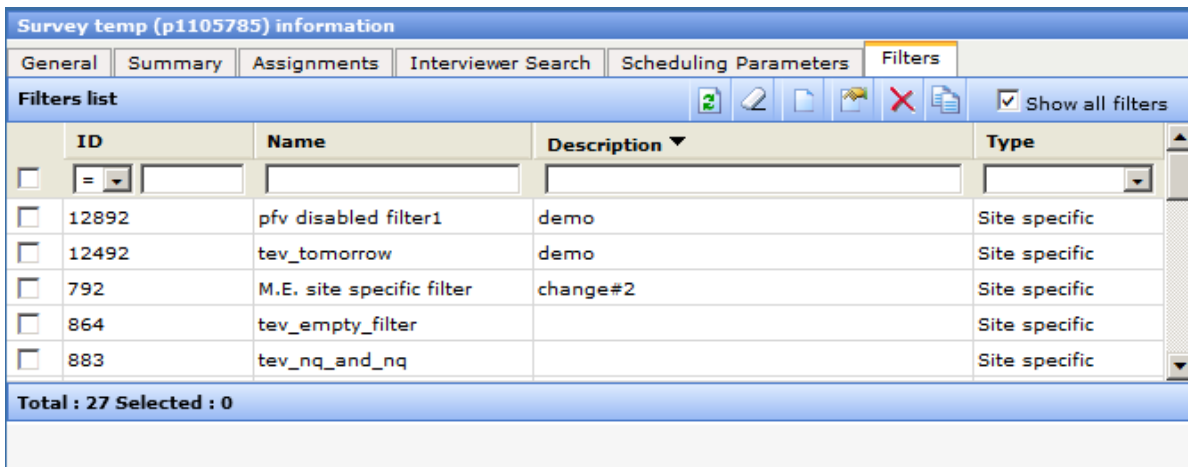 Survey temp (p1105785) information
General Summary Assignments Interviewer Search Scheduling Parameters Filters
Filters list Show all filters
ID Name Description Type
=
12892 pfv disabled filter1 demo Site specific
12492 tev_tomorrow demo Site specific
792 M.E. site specific filter change#2 Site specific
864 tev_empty_filter Site specific
883 tev_nq_and_nq Site specific
Total : 27 Selected : 0